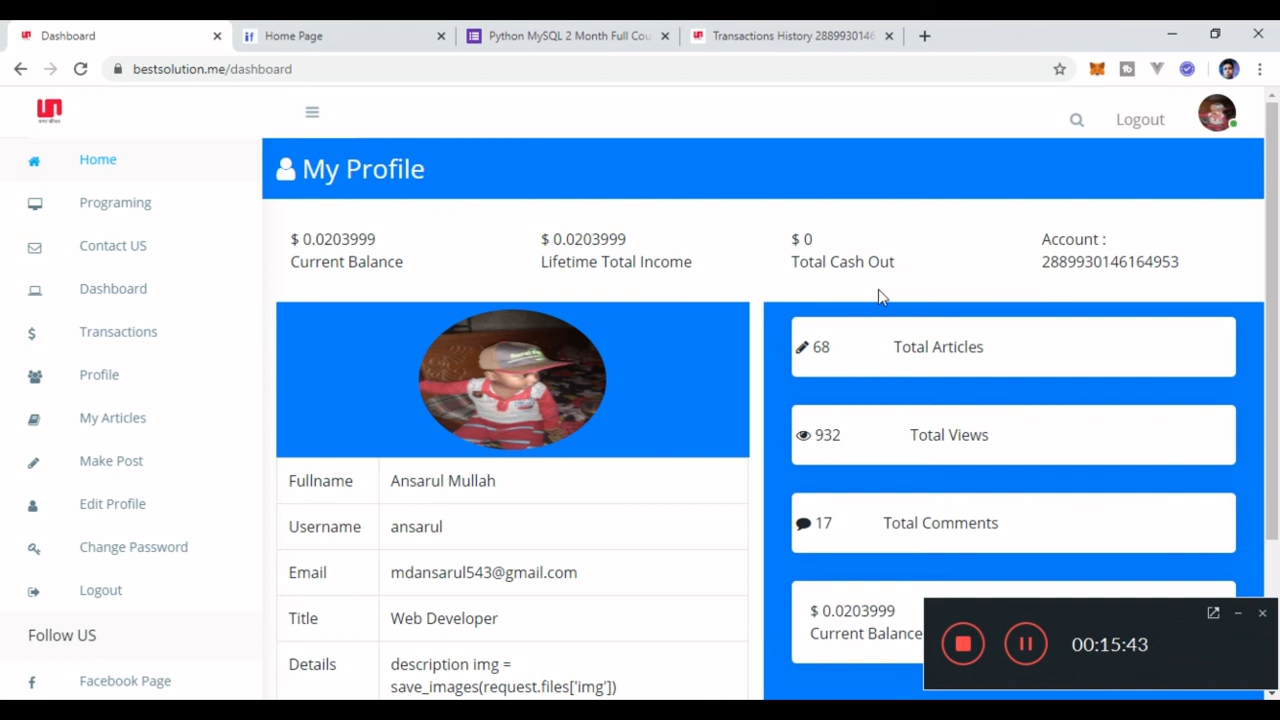 Dashboard
Home Page
Python MySQL 2 Month Full Cou
Transactions History 2889930146
bestsolution.me/dashboard
Logout
Home
Programing
Contact US
Dashboard
Transactions
Profile
My Articles
Make Post
Edit Profile
Change Password
Logout
Follow US
Facebook Page
My Profile
$ 0.0203999
Current Balance
$ 0.0203999
Lifetime Total Income
$ 0
Total Cash Out
Account :
2889930146164953
Fullname Ansarul Mullah
Username ansarul
Email mdansarul543@gmail.com
Title Web Developer
Details description img =
save_images(request.files['img'])
68 Total Articles
932 Total Views
17 Total Comments
$ 0.0203999
Current Balance
00:15:43